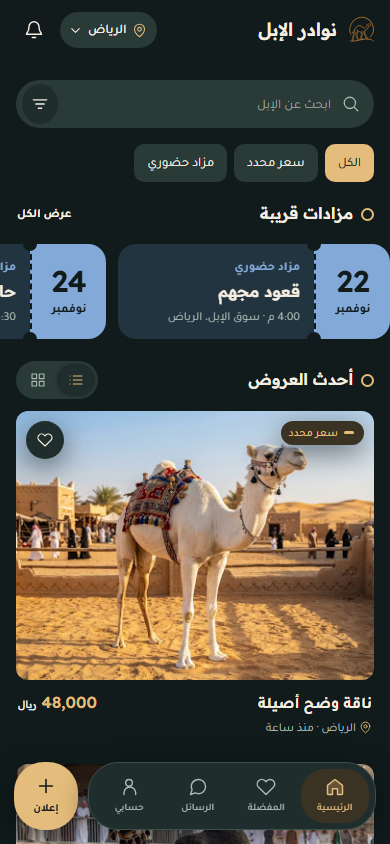 نوادر الإبل
الرياض
ابحث عن الإبل
الكل
سعر محدد
مزاد حضوري
مزادات قريبة
عرض الكل
22
نوفمبر
مزاد حضوري
قعود مجهم
4:00 م · سوق الإبل، الرياض
24
نوفمبر
أحدث العروض
سعر محدد
ناقة وضح أصيلة
48,000 ريال
الرياض · منذ ساعة
الرئيسية
المفضلة
الرسائل
حسابي
إعلان